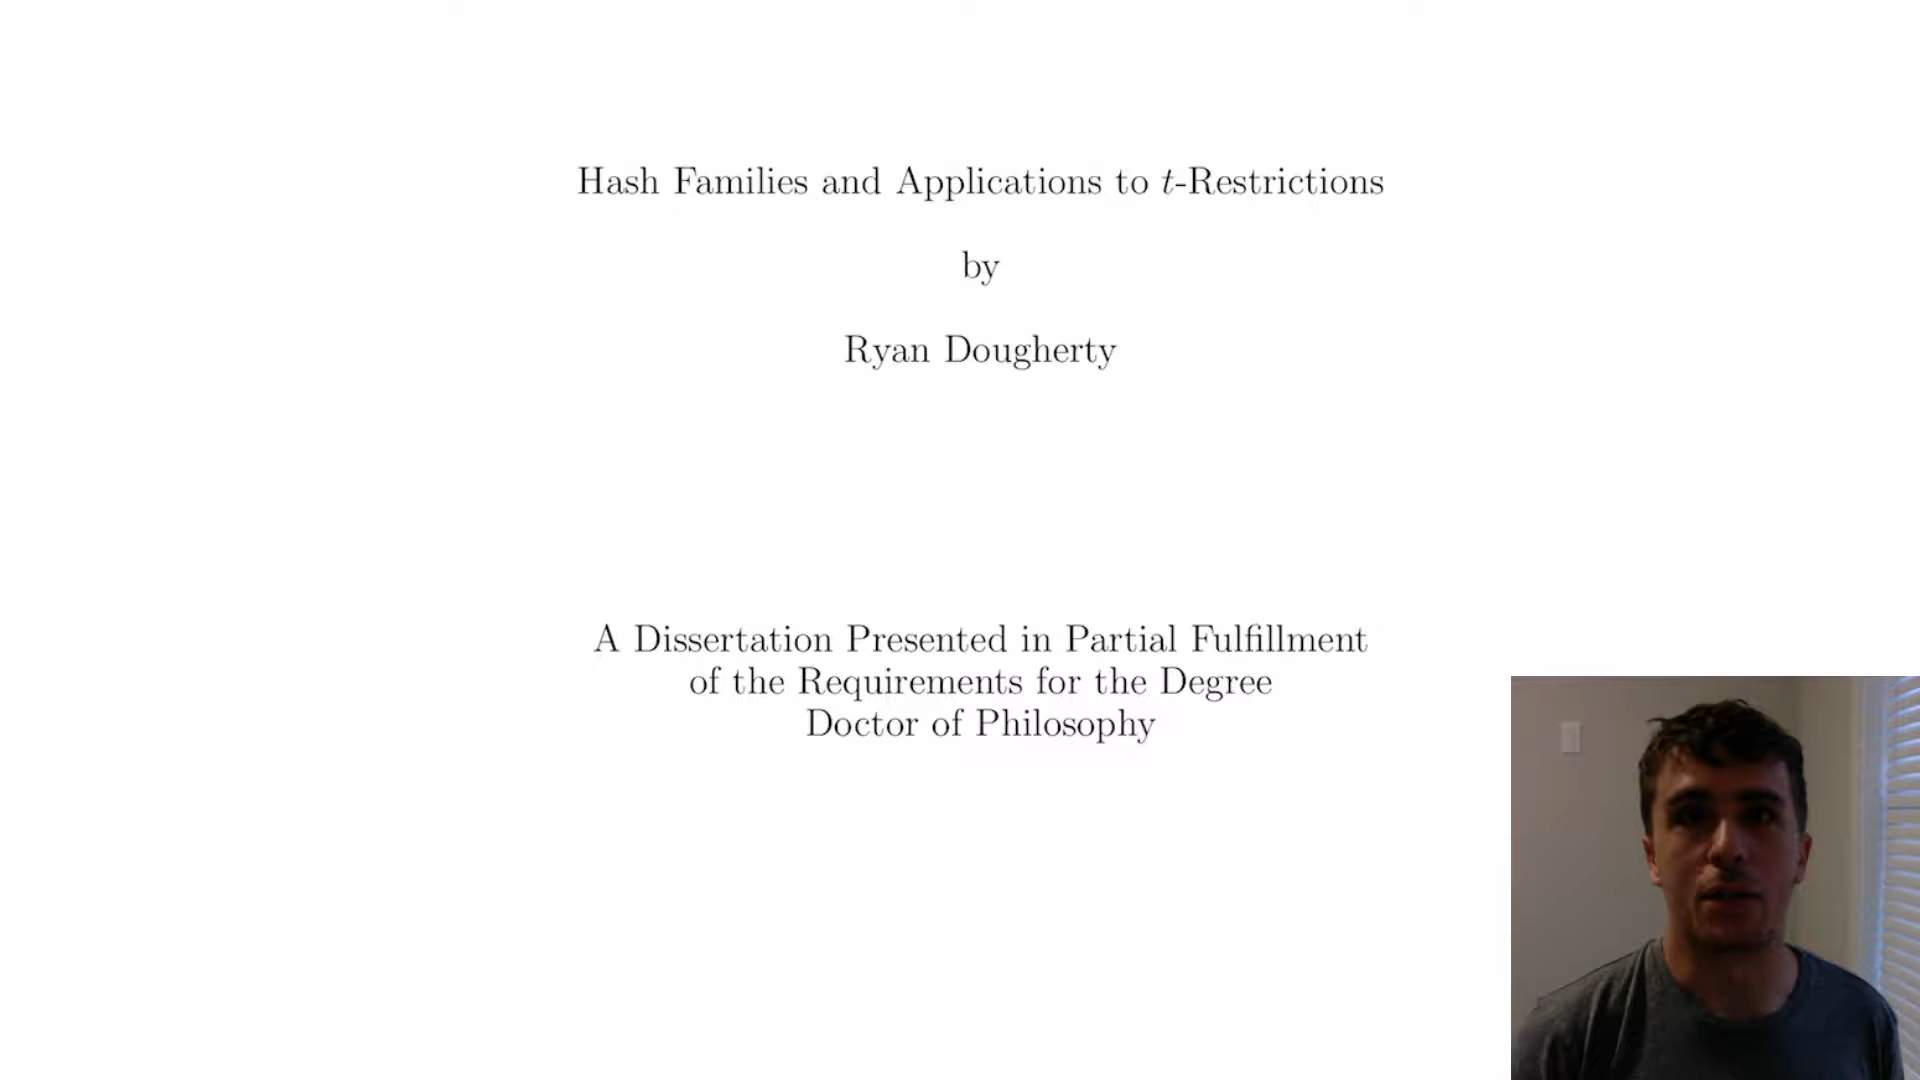 Hash Families and Applications to t-Restrictions
by
Ryan Dougherty
A Dissertation Presented in Partial Fulfillment
of the Requirements for the Degree
Doctor of Philosophy